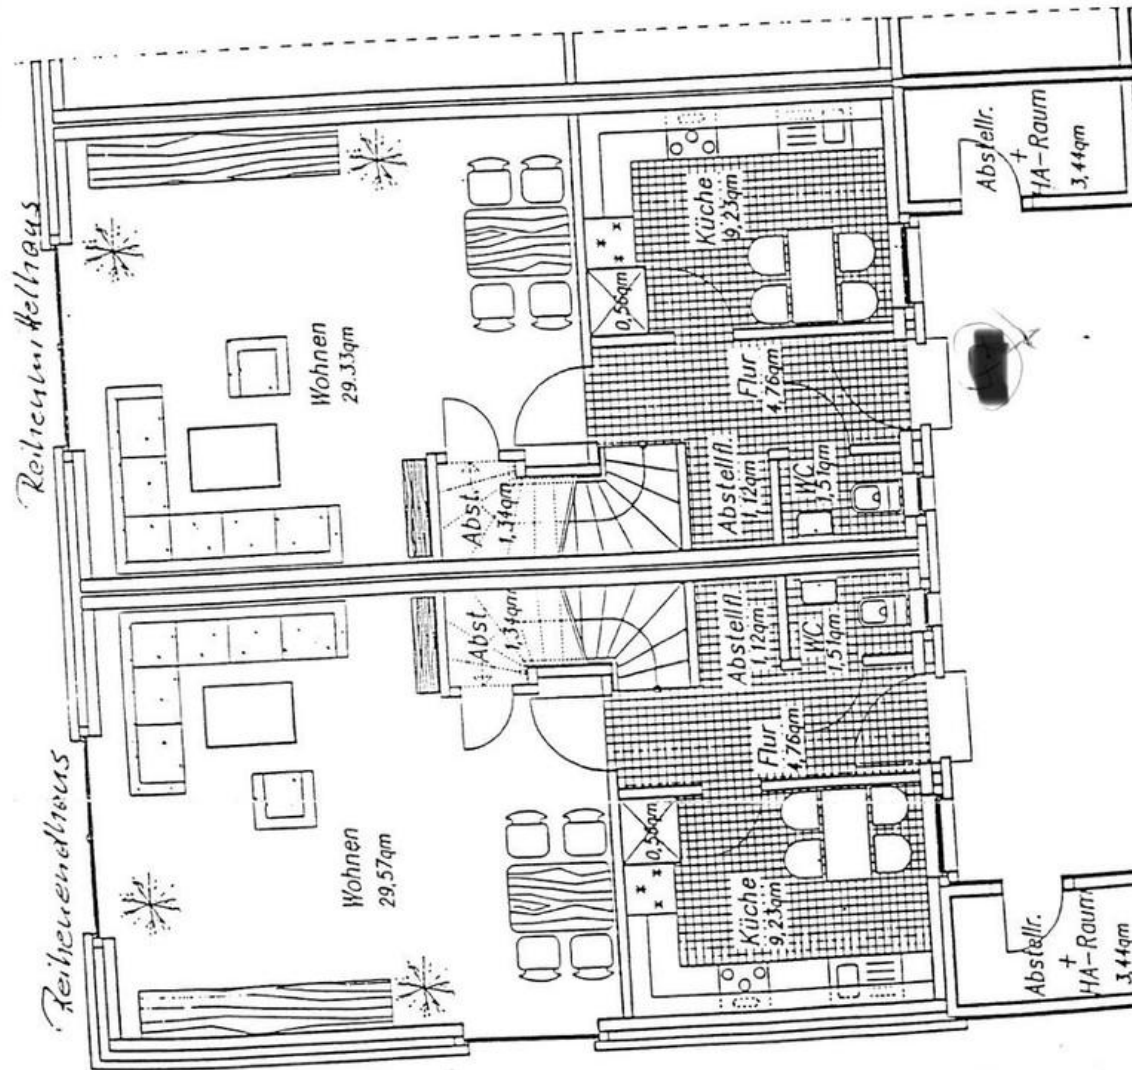 Reihenmittelhaus
Wohnen
29.33qm
Küche
9,23qm
0,56qm
Abstellr.
+
HA-Raum
3,44qm
Flur
4,76qm
Abst.
1,34qm
Abstellfl.
1,12qm
WC
1,51qm
Reihenendhaus
Wohnen
29,57qm
Abst.
1,34qm
Abstellfl.
1,12qm
WC
1,51qm
Flur
4,76qm
0,56qm
Küche
9,23qm
Abstellr.
+
HA-Raum
3,44qm